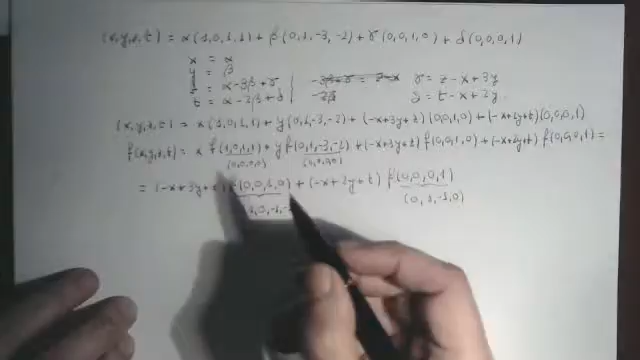 (x,y,z,t) = α(1,0,1,1) + β(0,1,-3,-2) + γ(0,0,1,0) + δ(0,0,0,1)
x = α
y = β
z = α-3β+γ | γ = z-x+3y
t = α-2β+δ | δ = t-x+2y
(x,y,z,t) = x(1,0,1,1) + y(0,1,-3,-2) + (-x+3y+z)(0,0,1,0) + (-x+2y+t)(0,0,0,1)
f(x,y,z,t) = x f(1,0,1,1) + y f(0,1,-3,-2) + (-x+3y+z) f(0,0,1,0) + (-x+2y+t) f(0,0,0,1) =
(0,0,0,0) (0,0,0,0)
= (-x+3y+ (0,0,1,0) + (-x+2y+t) f(0,0,0,1)
(0,1,-1,0)